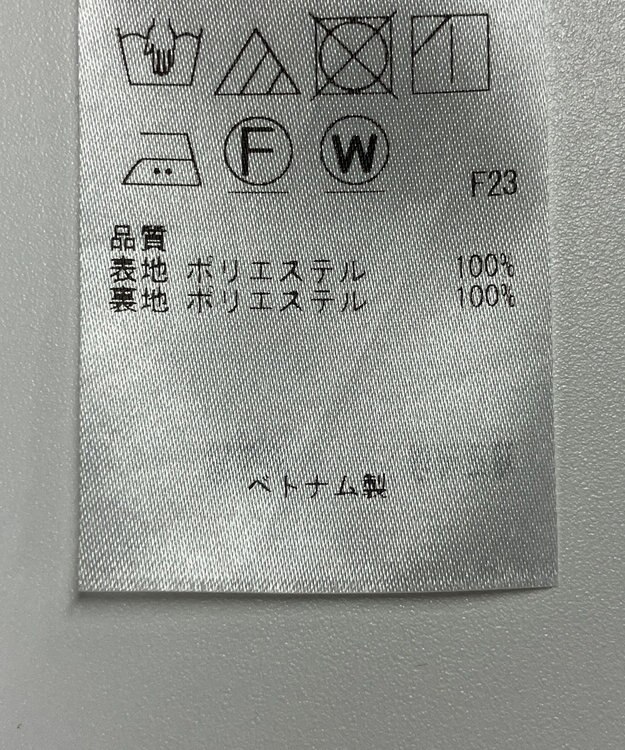 F W
F23
品質
表地 ポリエステル 100%
裏地 ポリエステル 100%
ベトナム製